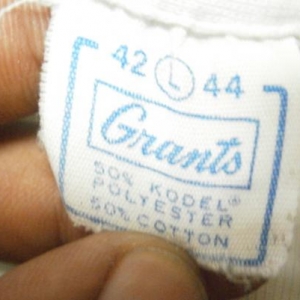 42 L 44
Grants
50% KODEL®
POLYESTER
50% COTTON